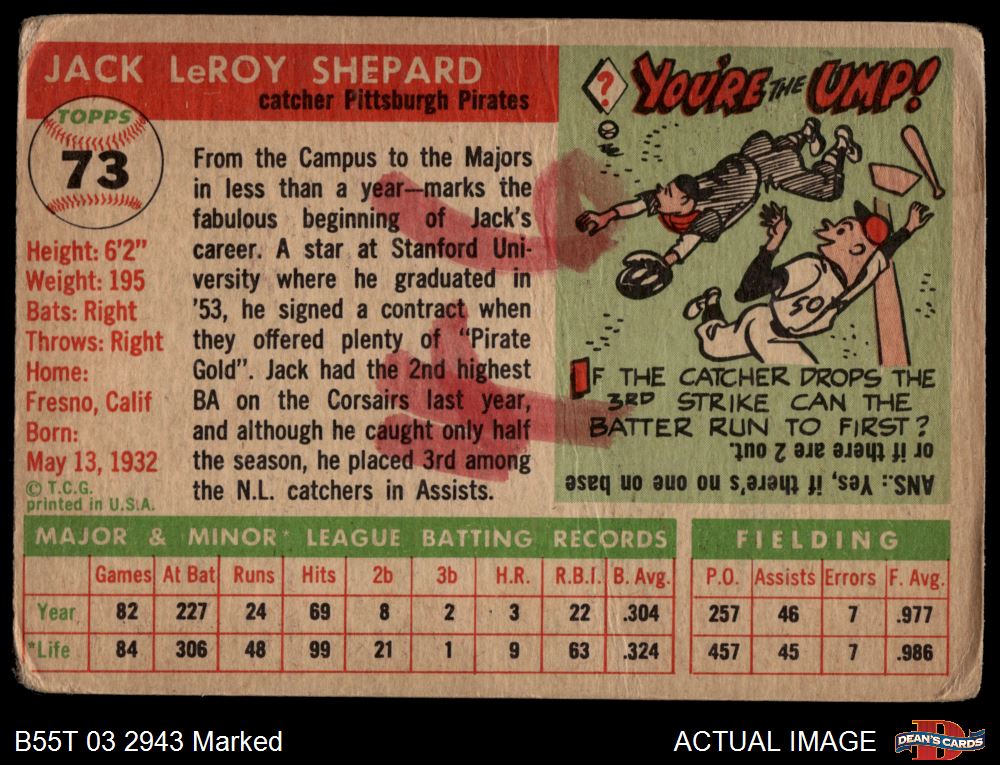 JACK LeROY SHEPARD
catcher Pittsburgh Pirates
TOPPS
73
Height: 6'2"
Weight: 195
Bats: Right
Throws: Right
Home:
Fresno, Calif
Born:
May 13, 1932
© T.C.G.
printed in U.S.A.
From the Campus to the Majors
in less than a year—marks the
fabulous beginning of Jack's
career. A star at Stanford Uni-
versity where he graduated in
'53, he signed a contract when
they offered plenty of "Pirate
Gold". Jack had the 2nd highest
BA on the Corsairs last year,
and although he caught only half
the season, he placed 3rd among
the N.L. catchers in Assists.
? YOU'RE THE UMP!
50
IF THE CATCHER DROPS THE
3RD STRIKE CAN THE
BATTER RUN TO FIRST?
ANS.: Yes, if there's no one on base
or if there are 2 out.
MAJOR & MINOR* LEAGUE BATTING RECORDS
Games At Bat Runs Hits 2b 3b H.R. R.B.I. B. Avg.
Year 82 227 24 69 8 2 3 22 .304
*Life 84 306 48 99 21 1 9 63 .324
FIELDING
P.O. Assists Errors F. Avg.
257 46 7 .977
457 45 7 .986
B55T 03 2943 Marked
ACTUAL IMAGE
DEAN'S CARDS